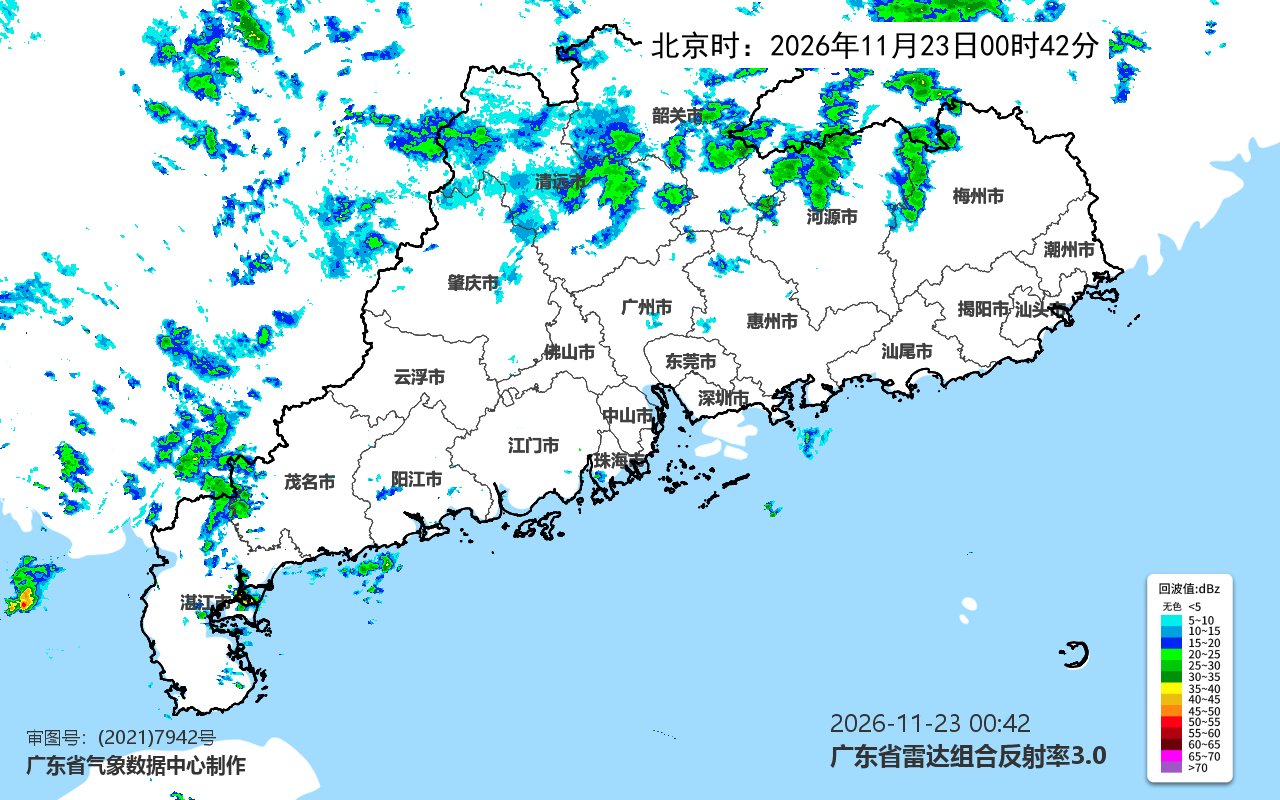 北京时：2026年11月23日00时42分
韶关市
清远市
梅州市
河源市
潮州市
肇庆市
广州市
揭阳市
汕头市
惠州市
佛山市
汕尾市
东莞市
云浮市
深圳市
中山市
江门市
珠海市
阳江市
茂名市
湛江市
回波值:dBz
无色 <5
5~10
10~15
15~20
20~25
25~30
30~35
35~40
40~45
45~50
50~55
55~60
60~65
65~70
>70
2026-11-23 00:42
广东省雷达组合反射率3.0
审图号：(2021)7942号
广东省气象数据中心制作